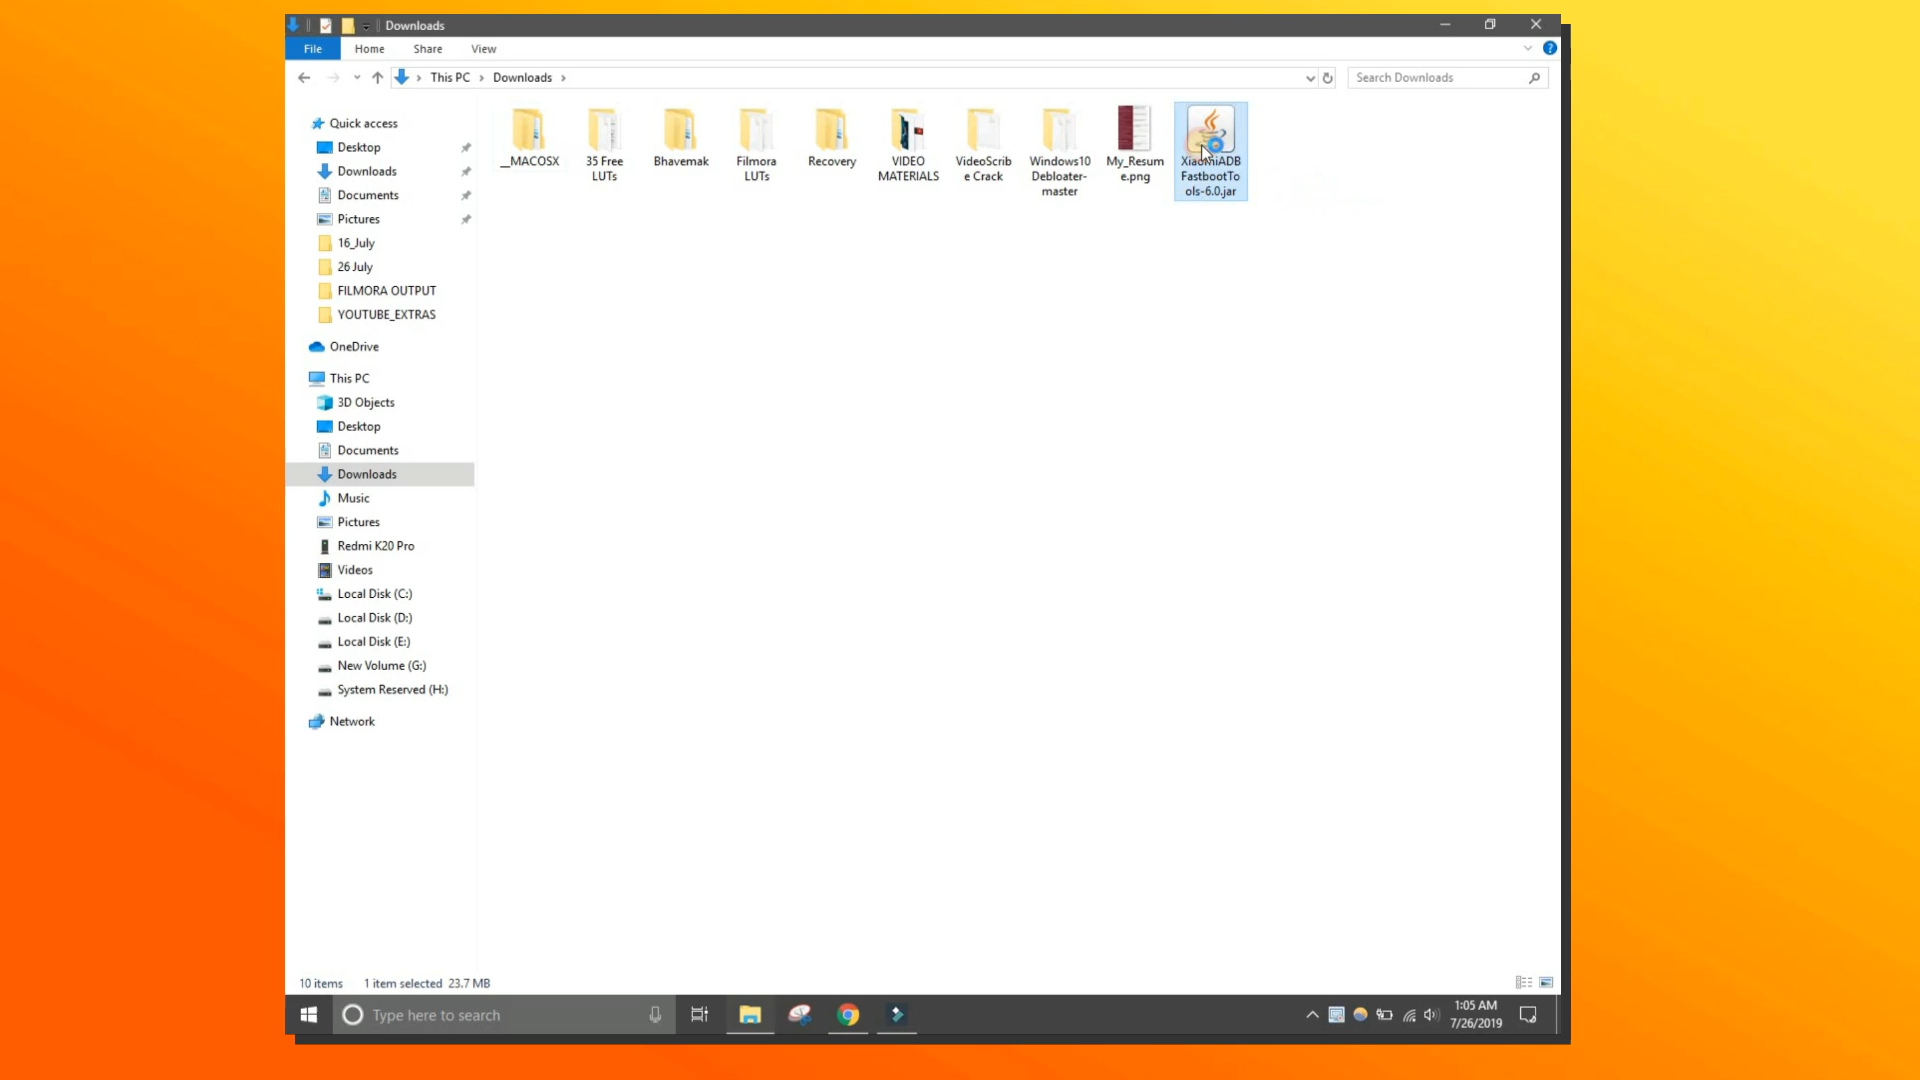 Downloads
File Home Share View
This PC > Downloads >
Search Downloads
Quick access
Desktop
Downloads
Documents
Pictures
16_July
26 July
FILMORA OUTPUT
YOUTUBE_EXTRAS
OneDrive
This PC
3D Objects
Desktop
Documents
Downloads
Music
Pictures
Redmi K20 Pro
Videos
Local Disk (C:)
Local Disk (D:)
Local Disk (E:)
New Volume (G:)
System Reserved (H:)
Network
__MACOSX
35 Free
LUTs
Bhavemak
Filmora
LUTs
Recovery
VIDEO
MATERIALS
VideoScrib
e Crack
Windows10
Debloater-
master
My_Resum
e.png
XiaomiADB
FastbootTo
ols-6.0.jar
10 items 1 item selected 23.7 MB
Type here to search
1:05 AM
7/26/2019